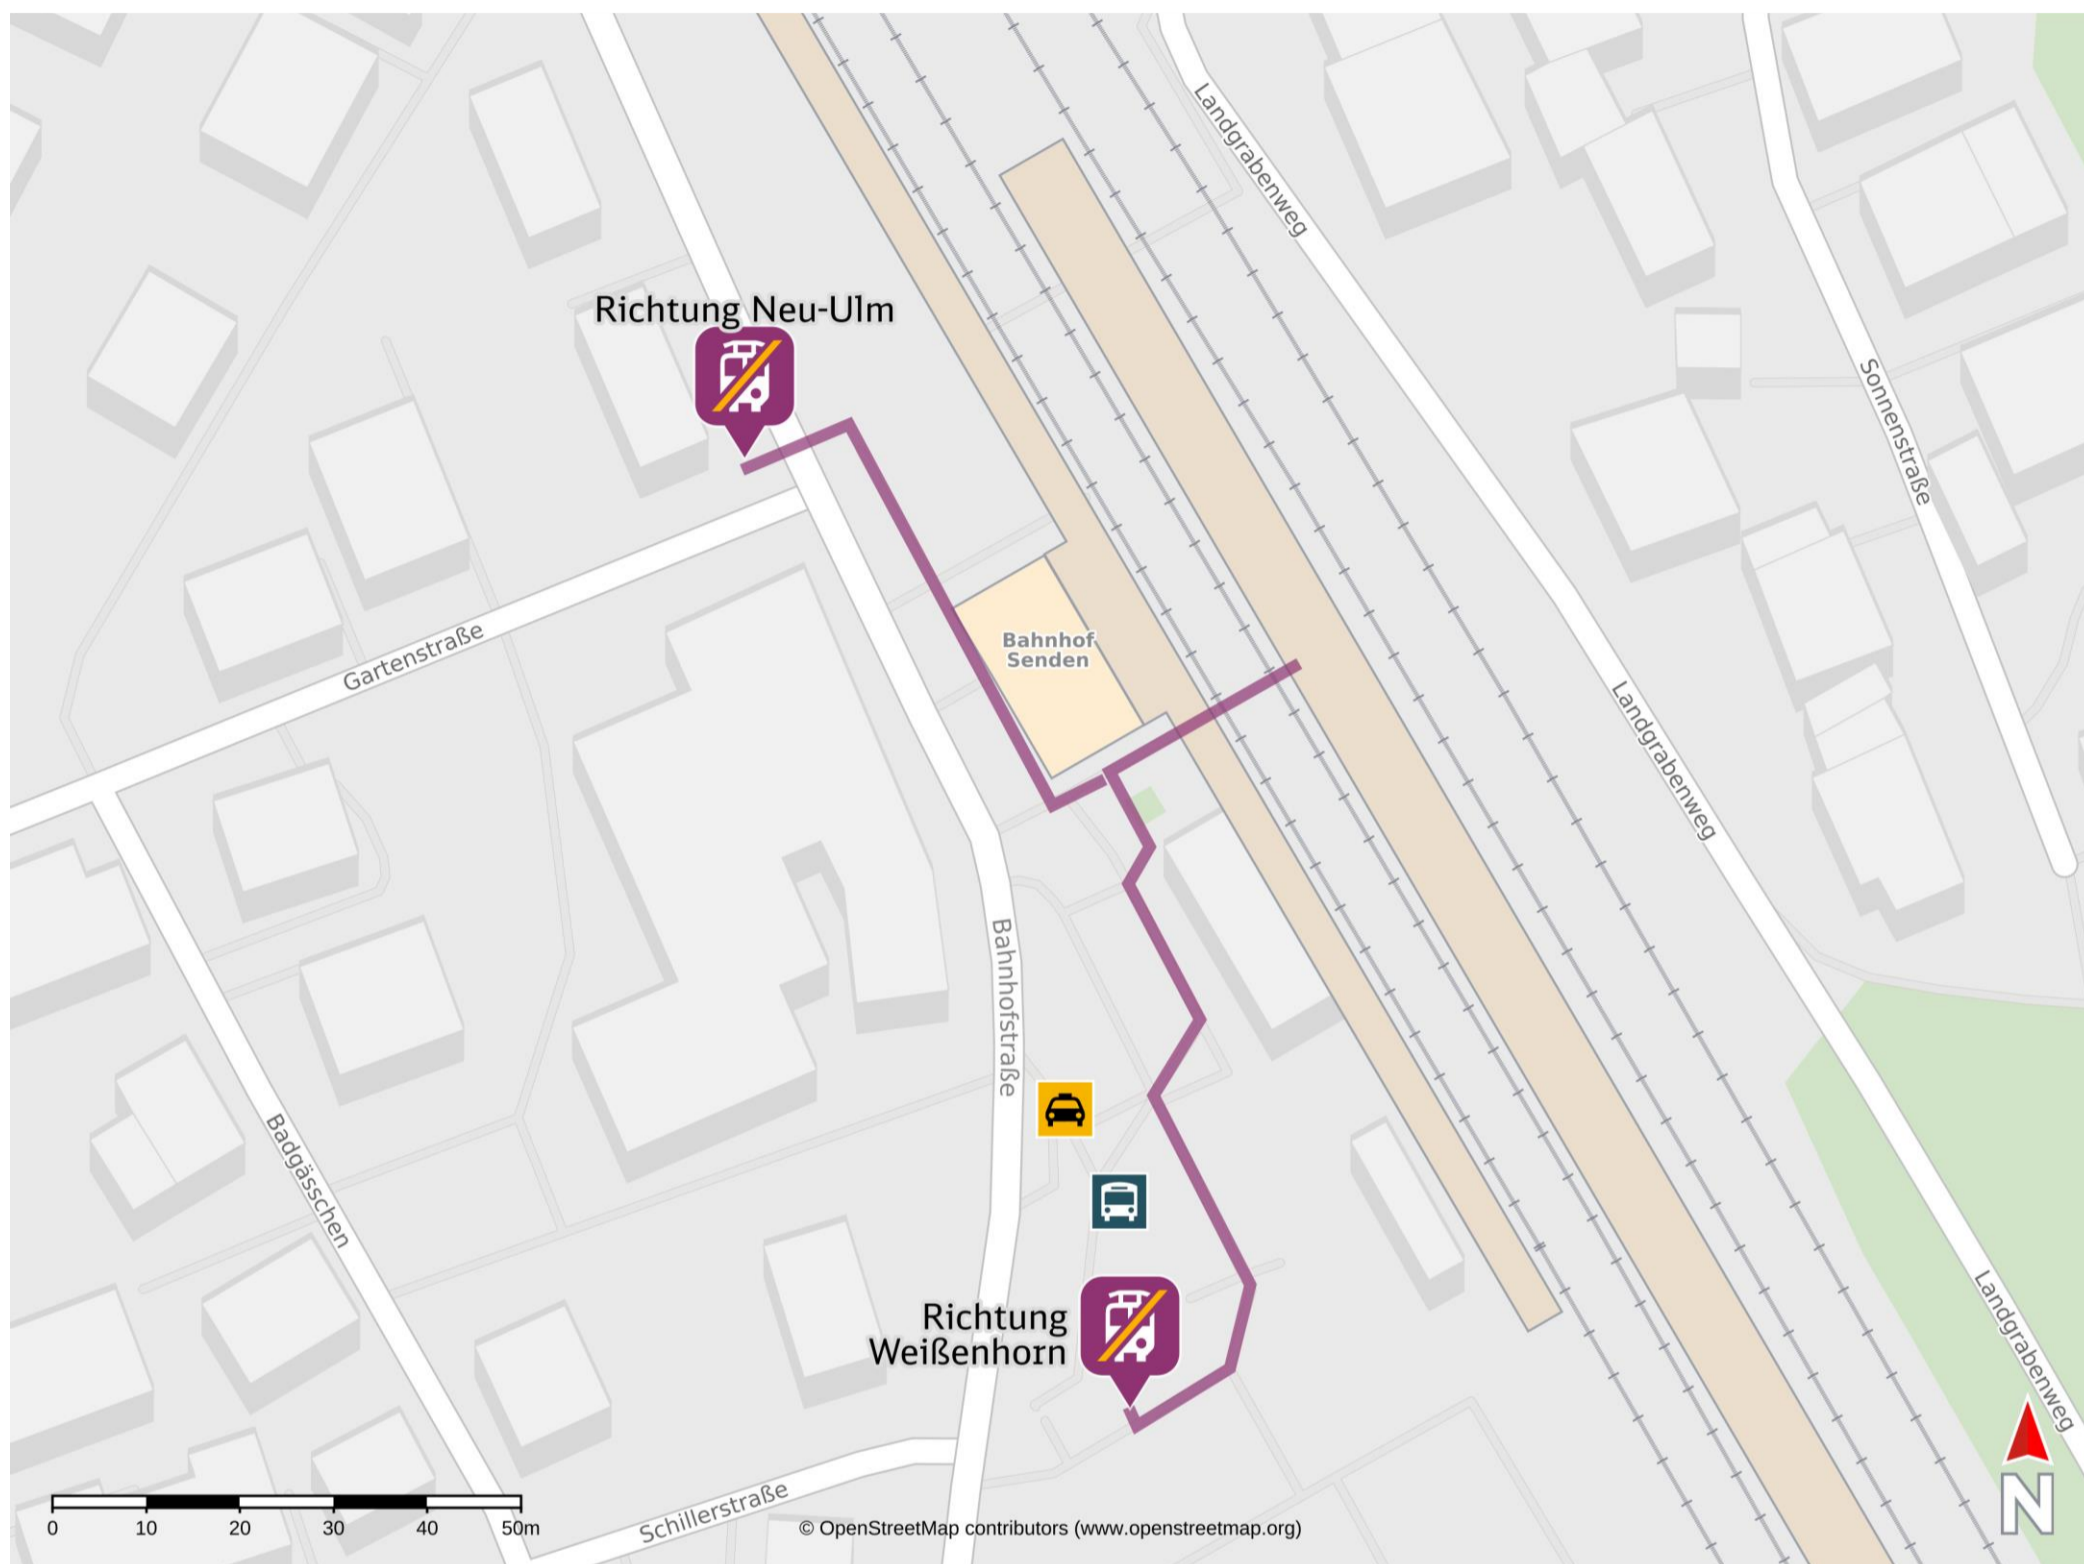 Landgrabenweg
Richtung Neu-Ulm
Sonnenstraße
Bahnhof
Senden
Gartenstraße
Landgrabenweg
Bahnhofstraße
Badgässchen
Richtung
Weißenhorn
Landgrabenweg
Schillerstraße
0 10 20 30 40 50m
© OpenStreetMap contributors (www.openstreetmap.org)
N